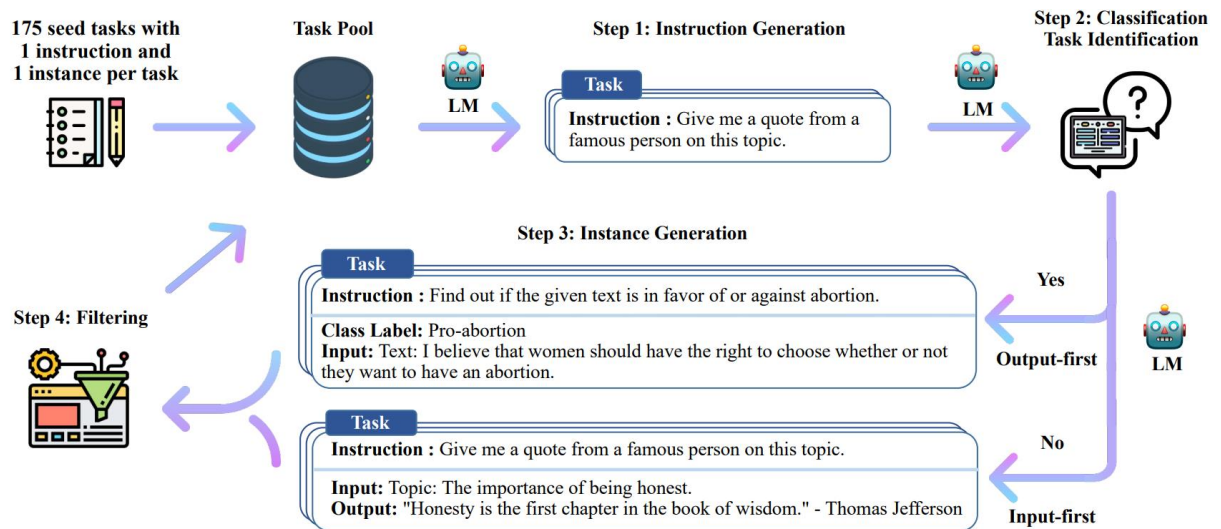 175 seed tasks with
1 instruction and
1 instance per task
Task Pool
LM
Step 1: Instruction Generation
Task
Instruction : Give me a quote from a
famous person on this topic.
LM
Step 2: Classification
Task Identification
?
Step 3: Instance Generation
Task
Instruction : Find out if the given text is in favor of or against abortion.
Class Label: Pro-abortion
Input: Text: I believe that women should have the right to choose whether or not
they want to have an abortion.
Yes
Output-first
LM
Step 4: Filtering
Task
Instruction : Give me a quote from a famous person on this topic.
Input: Topic: The importance of being honest.
Output: "Honesty is the first chapter in the book of wisdom." - Thomas Jefferson
No
Input-first